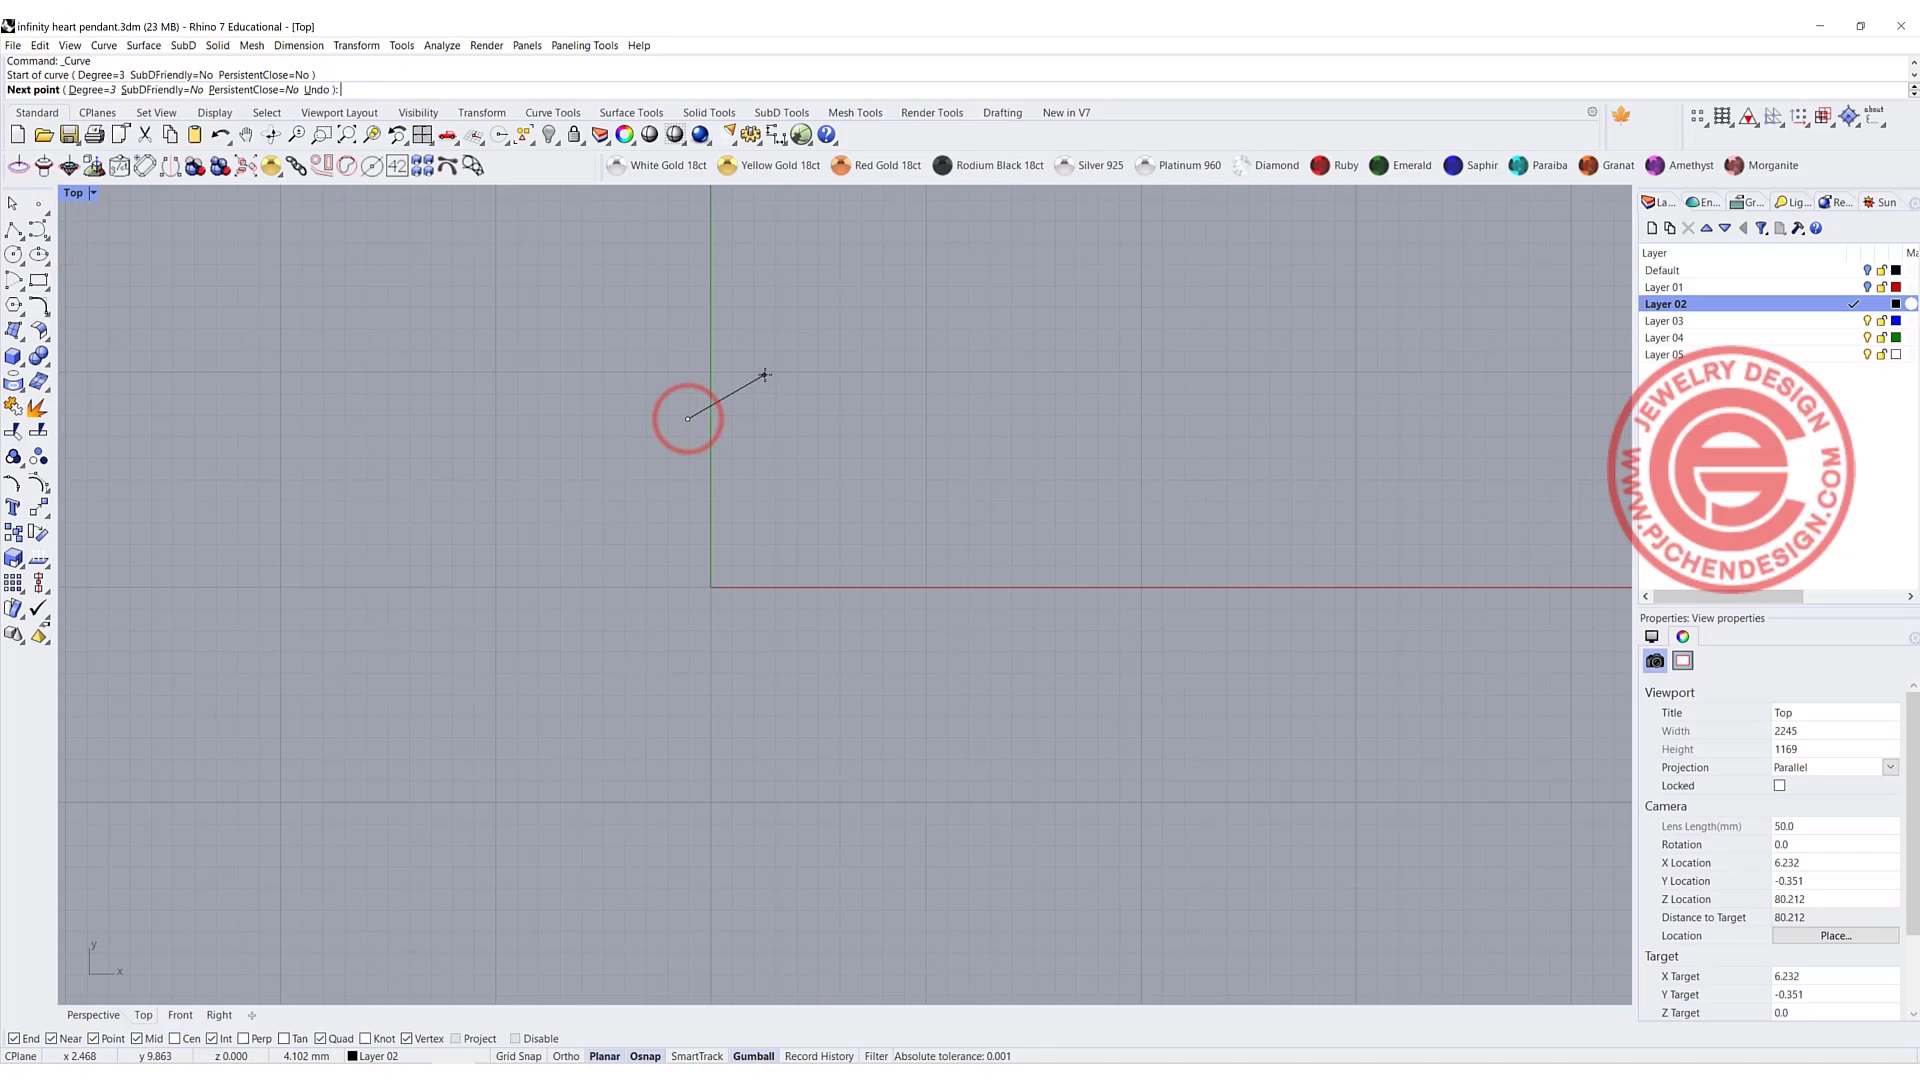 infinity heart pendant.3dm (23 MB) - Rhino 7 Educational - [Top]
File Edit View Curve Surface SubD Solid Mesh Dimension Transform Tools Analyze Render Panels Paneling Tools Help
Command: _Curve
Start of curve ( Degree=3 SubDFriendly=No PersistentClose=No )
Next point ( Degree=3 SubDFriendly=No PersistentClose=No Undo ):
Standard CPlanes Set View Display Select Viewport Layout Visibility Transform Curve Tools Surface Tools Solid Tools SubD Tools Mesh Tools Render Tools Drafting New in V7
about
White Gold 18ct Yellow Gold 18ct Red Gold 18ct Rodium Black 18ct Silver 925 Platinum 960 Diamond Ruby Emerald Saphir Paraiba Granat Amethyst Morganite
42
Top
La... En... Gr... Lig... Re... Sun
Layer Ma
Default
Layer 01
Layer 02
Layer 03
Layer 04
Layer 05
JEWELRY DESIGN
WWW.PJCHENDESIGN.COM
Properties: View properties
Viewport
Title Top
Width 2245
Height 1169
Projection Parallel
Locked
Camera
Lens Length(mm) 50.0
Rotation 0.0
X Location 6.232
Y Location -0.351
Z Location 80.212
Distance to Target 80.212
Location Place...
Target
X Target 6.232
Y Target -0.351
Z Target 0.0
y
x
Perspective Top Front Right
End Near Point Mid Cen Int Perp Tan Quad Knot Vertex Project Disable
CPlane x 2.468 y 9.863 z 0.000 4.102 mm Layer 02 Grid Snap Ortho Planar Osnap SmartTrack Gumball Record History Filter Absolute tolerance: 0.001